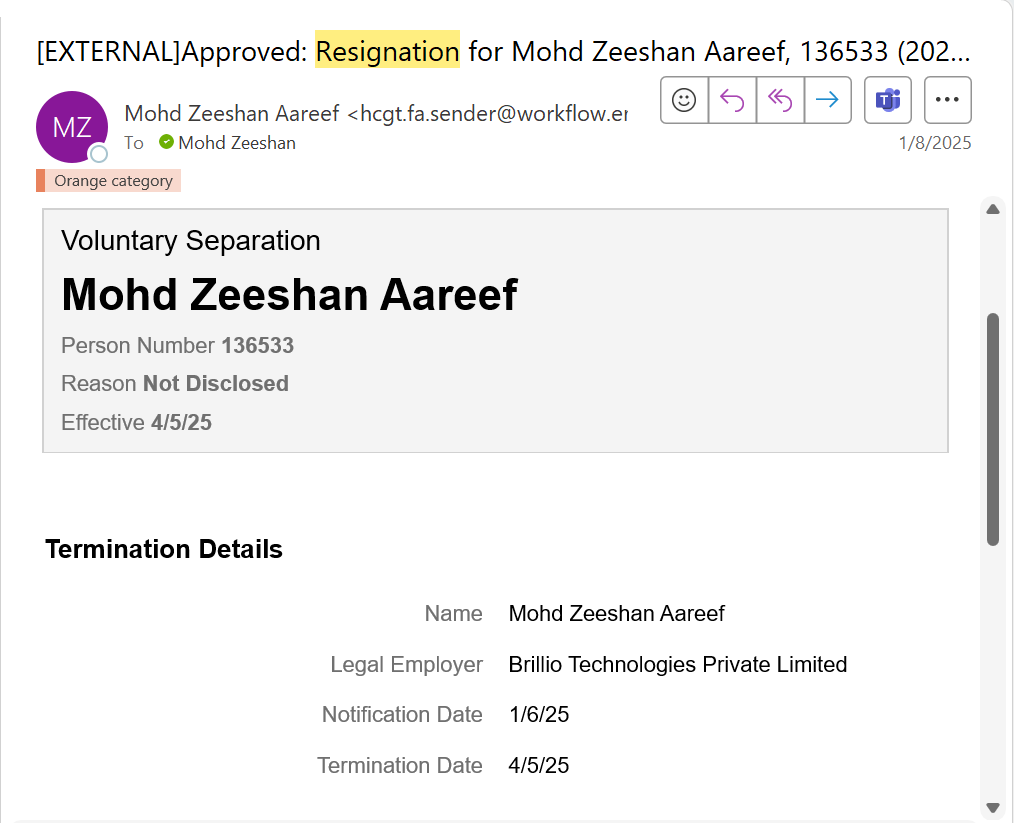 [EXTERNAL]Approved: Resignation for Mohd Zeeshan Aareef, 136533 (202...
MZ
Mohd Zeeshan Aareef <hcgt.fa.sender@workflow.er
To Mohd Zeeshan
1/8/2025
Orange category
Voluntary Separation
Mohd Zeeshan Aareef
Person Number 136533
Reason Not Disclosed
Effective 4/5/25
Termination Details
Name Mohd Zeeshan Aareef
Legal Employer Brillio Technologies Private Limited
Notification Date 1/6/25
Termination Date 4/5/25